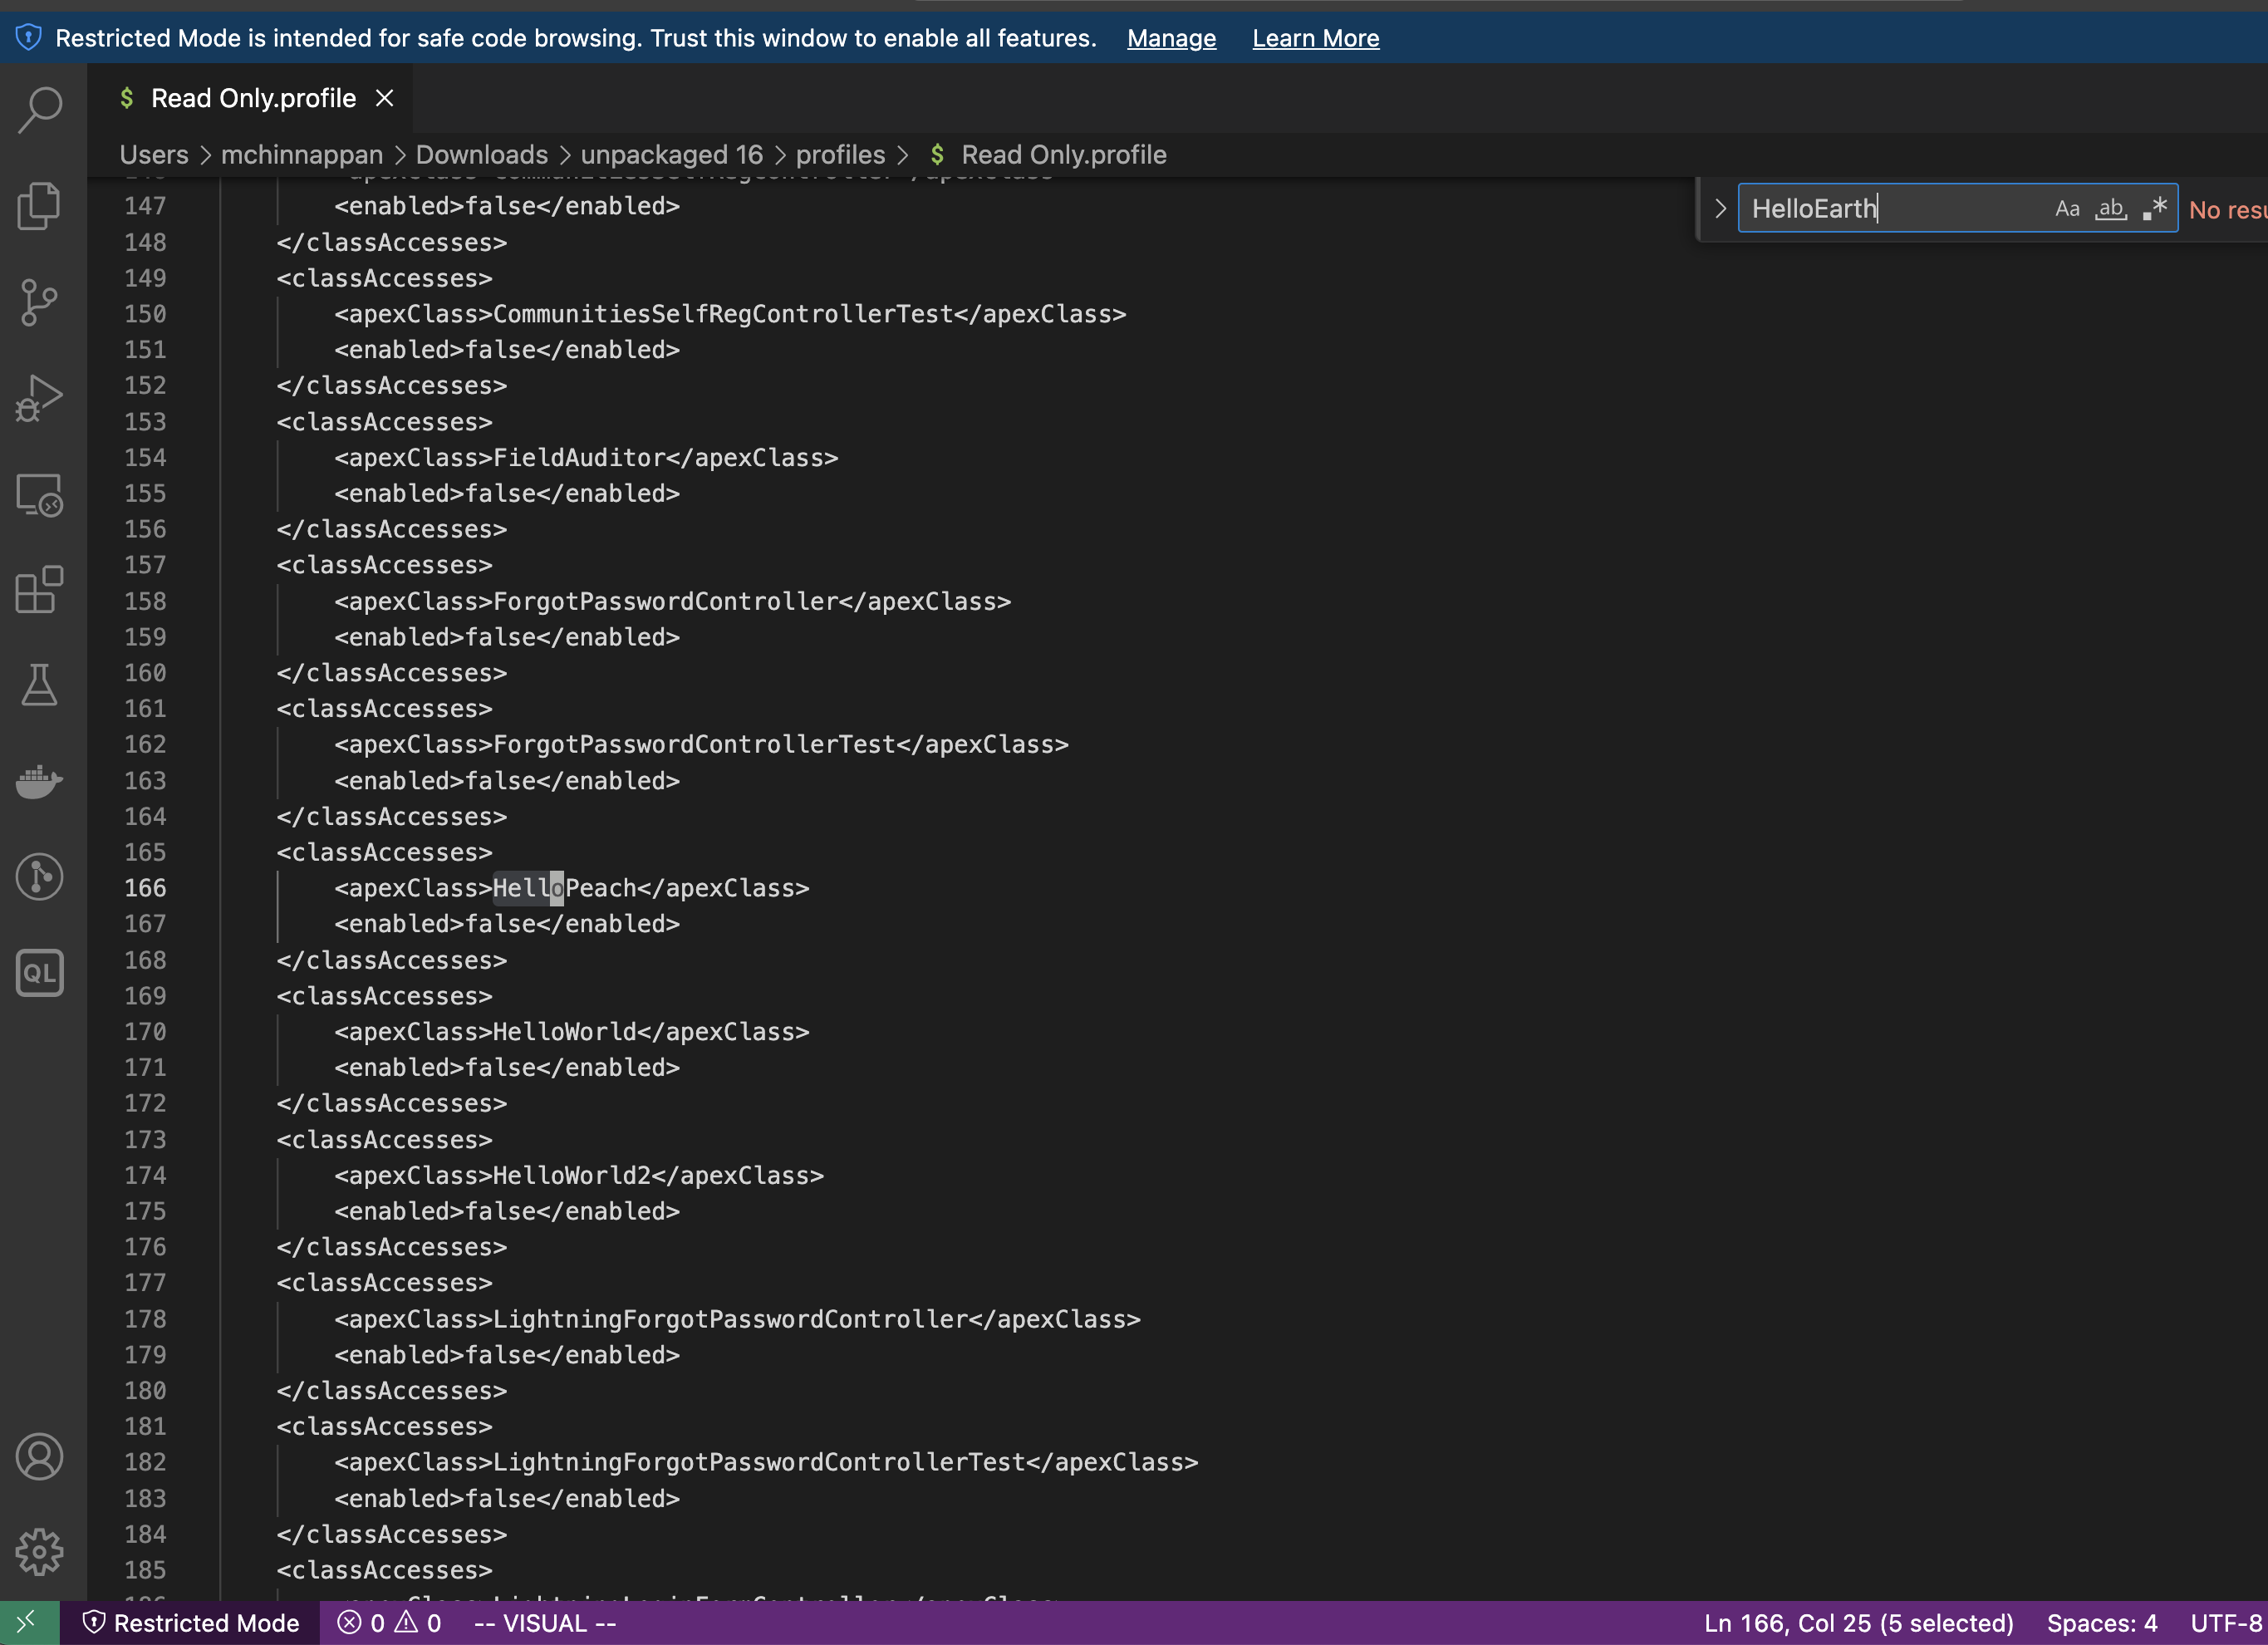 Restricted Mode is intended for safe code browsing. Trust this window to enable all features. Manage Learn More
$ Read Only.profile
Users > mchinnappan > Downloads > unpackaged 16 > profiles > $ Read Only.profile
HelloEarth Aa ab .* No
147 <enabled>false</enabled>
148 </classAccesses>
149 <classAccesses>
150 <apexClass>CommunitiesSelfRegControllerTest</apexClass>
151 <enabled>false</enabled>
152 </classAccesses>
153 <classAccesses>
154 <apexClass>FieldAuditor</apexClass>
155 <enabled>false</enabled>
156 </classAccesses>
157 <classAccesses>
158 <apexClass>ForgotPasswordController</apexClass>
159 <enabled>false</enabled>
160 </classAccesses>
161 <classAccesses>
162 <apexClass>ForgotPasswordControllerTest</apexClass>
163 <enabled>false</enabled>
164 </classAccesses>
165 <classAccesses>
166 <apexClass>HelloPeach</apexClass>
167 <enabled>false</enabled>
168 </classAccesses>
169 <classAccesses>
170 <apexClass>HelloWorld</apexClass>
171 <enabled>false</enabled>
172 </classAccesses>
173 <classAccesses>
174 <apexClass>HelloWorld2</apexClass>
175 <enabled>false</enabled>
176 </classAccesses>
177 <classAccesses>
178 <apexClass>LightningForgotPasswordController</apexClass>
179 <enabled>false</enabled>
180 </classAccesses>
181 <classAccesses>
182 <apexClass>LightningForgotPasswordControllerTest</apexClass>
183 <enabled>false</enabled>
184 </classAccesses>
185 <classAccesses>
QL
Restricted Mode 0 0 -- VISUAL -- Ln 166, Col 25 (5 selected) Spaces: 4 UTF-8